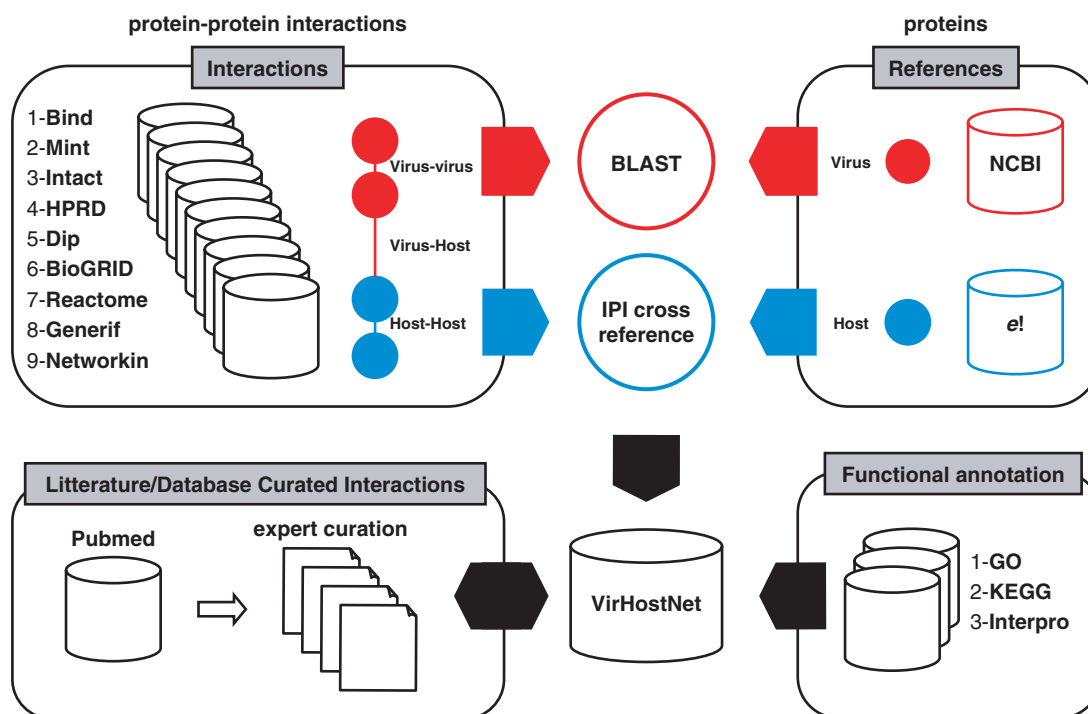 protein-protein interactions
Interactions
1-Bind
2-Mint
3-Intact
4-HPRD
5-Dip
6-BioGRID
7-Reactome
8-Generif
9-Networkin
Virus-virus
Virus-Host
Host-Host
BLAST
IPI cross
reference
proteins
References
Virus
NCBI
Host
e!
Litterature/Database Curated Interactions
Pubmed
expert curation
VirHostNet
Functional annotation
1-GO
2-KEGG
3-Interpro